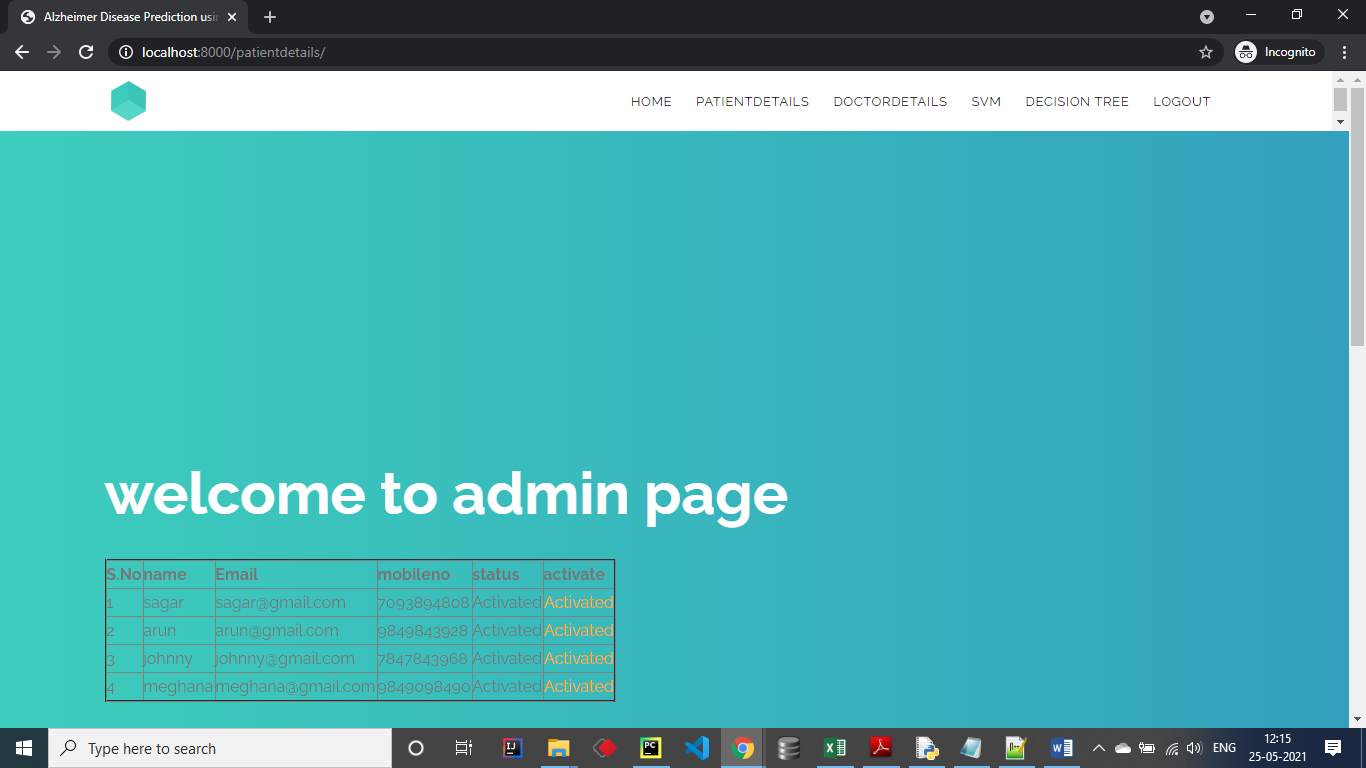 Alzheimer Disease Prediction usin
localhost:8000/patientdetails/
Incognito
HOME PATIENTDETAILS DOCTORDETAILS SVM DECISION TREE LOGOUT
welcome to admin page
S.No name Email mobileno status activate
1 sagar sagar@gmail.com 7093894808 Activated Activated
2 arun arun@gmail.com 9849843928 Activated Activated
3 johnny johnny@gmail.com 7847843968 Activated Activated
4 meghana meghana@gmail.com 9849098490 Activated Activated
Type here to search
IJ
PC
ENG
12:15
25-05-2021